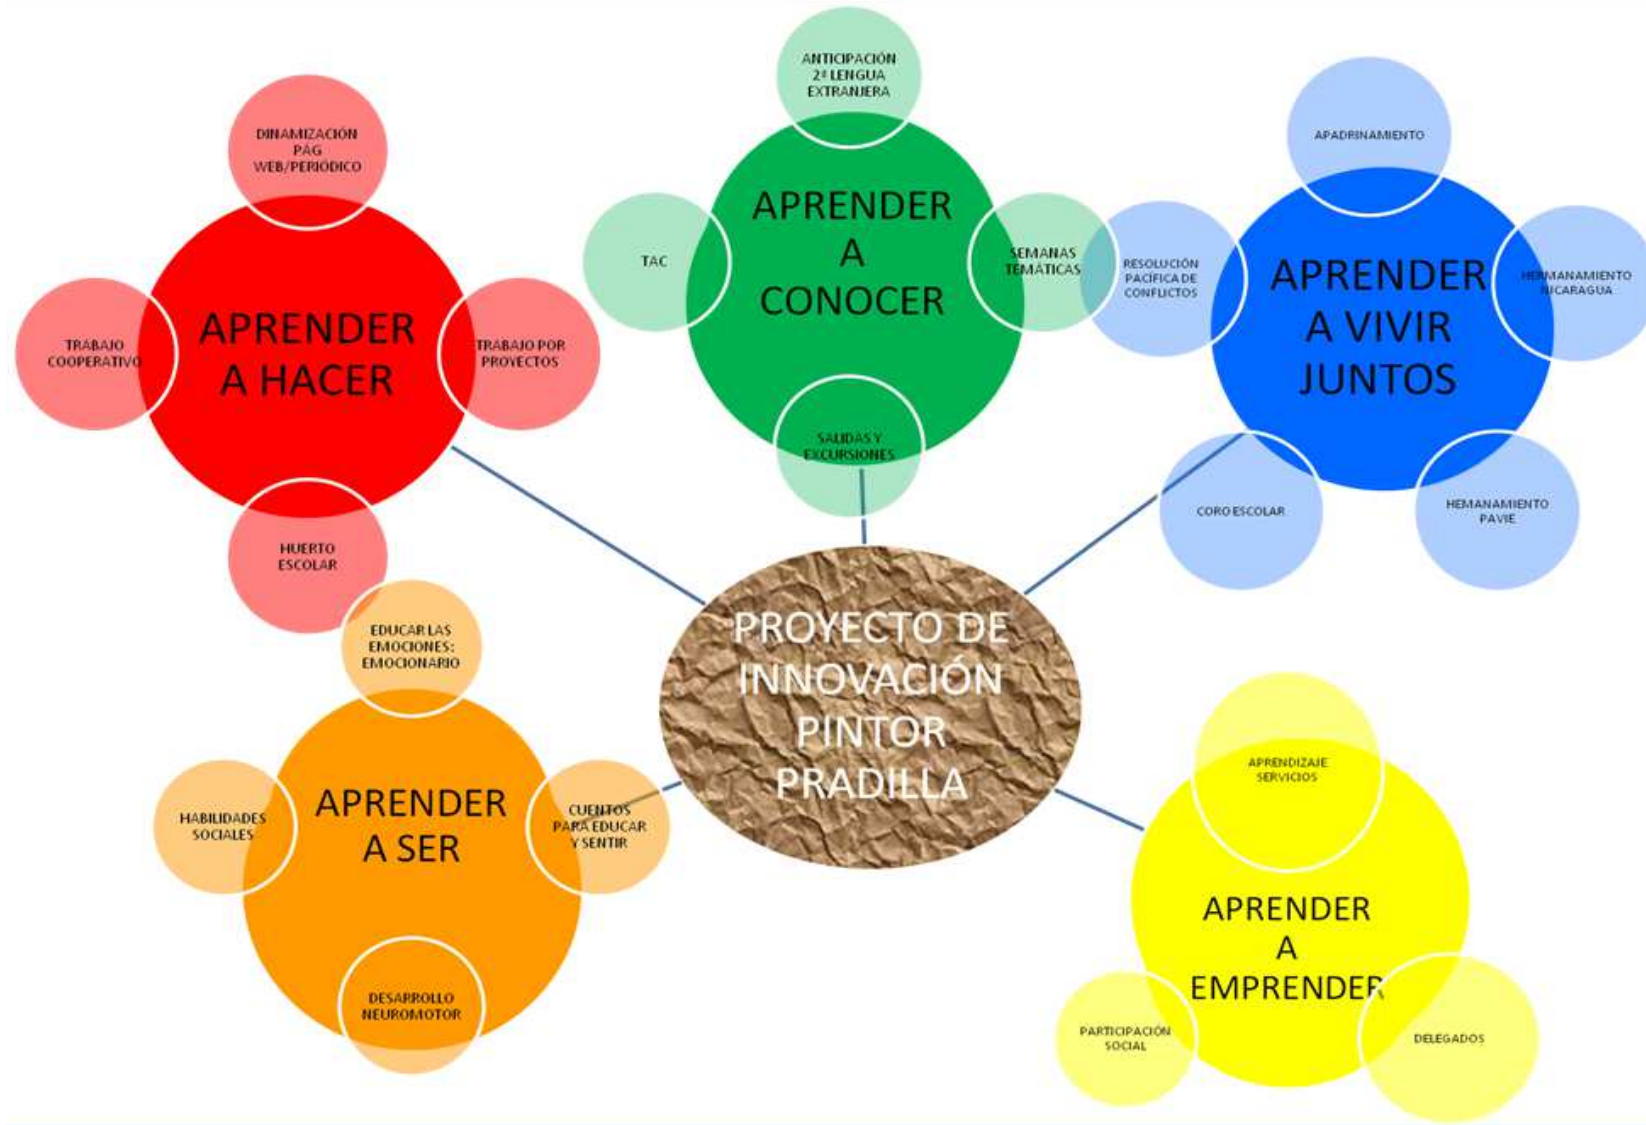 ANTICIPACIÓN
2ª LENGUA
EXTRANJERA
DINAMIZACIÓN
PÁG
WEB/PERIÓDICO
TRABAJO
COOPERATIVO
APRENDER
A HACER
TRABAJO POR
PROYECTOS
HUERTO
ESCOLAR
TAC
APRENDER
A
CONOCER
SEMANAS
TEMÁTICAS
SALIDAS Y
EXCURSIONES
APADRINAMIENTO
RESOLUCIÓN
PACÍFICA DE
CONFLICTOS
APRENDER
A VIVIR
JUNTOS
HERMANAMIENTO
NICARAGUA
CORO ESCOLAR
HEMANAMIENTO
PAVIE
EDUCAR LAS
EMOCIONES:
EMOCIONARIO
HABILIDADES
SOCIALES
APRENDER
A SER
CUENTOS
PARA EDUCAR
Y SENTIR
DESARROLLO
NEUROMOTOR
PROYECTO DE
INNOVACIÓN
PINTOR
PRADILLA
APRENDIZAJE
SERVICIOS
APRENDER
A
EMPRENDER
PARTICIPACIÓN
SOCIAL
DELEGADOS